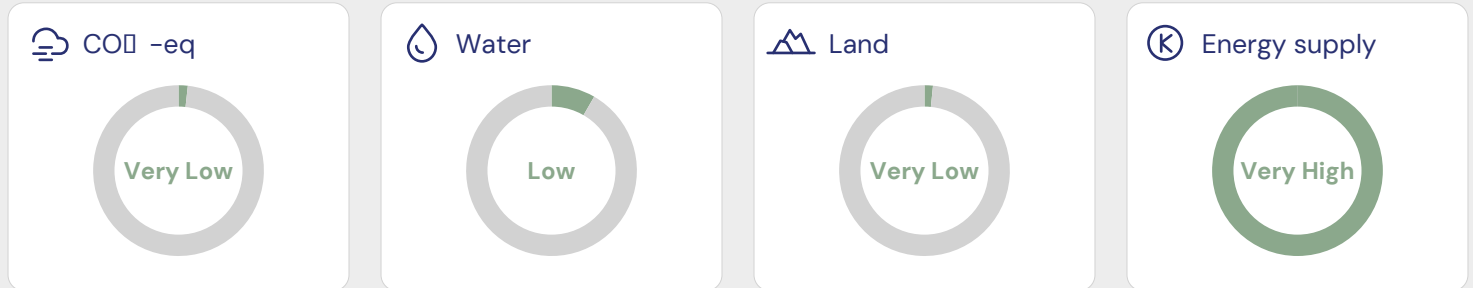 CO▯ -eq
Water
Land
Energy supply
Very Low
Low
Very Low
Very High